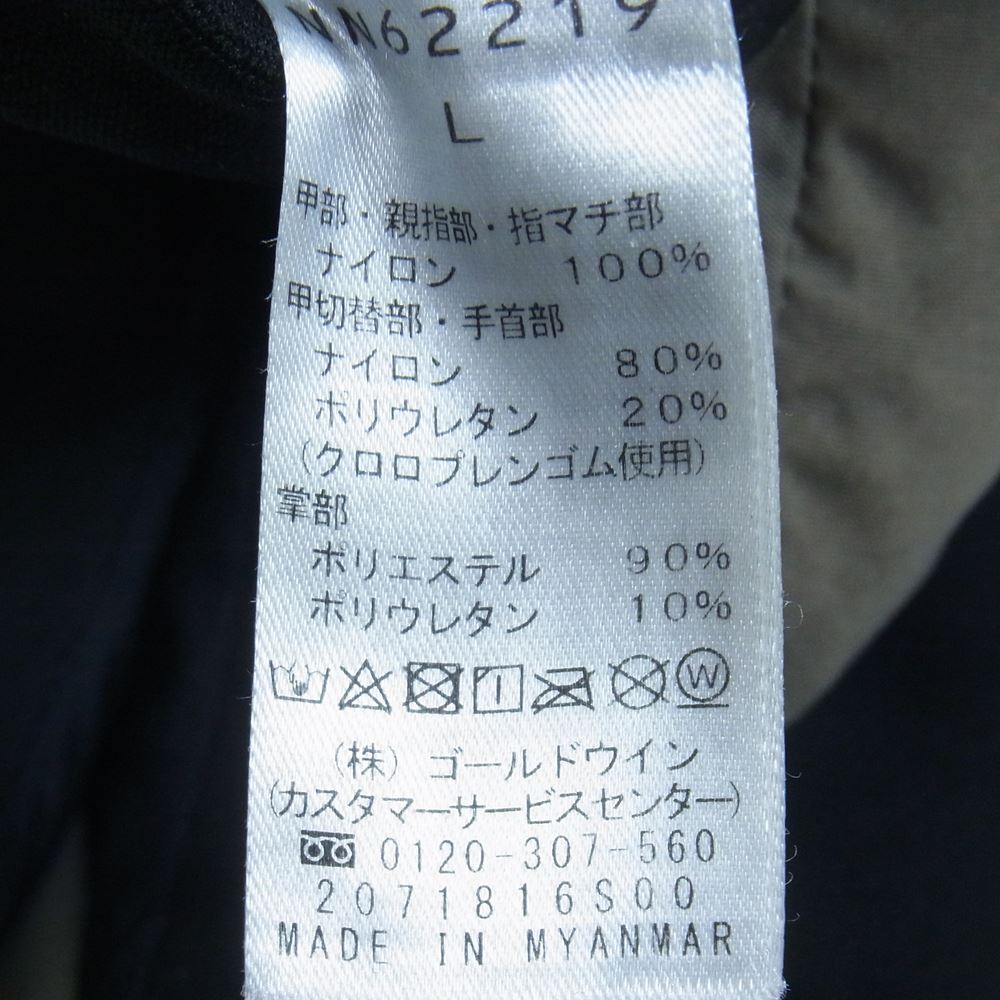 NN62219
L
甲部・親指部・指マチ部
ナイロン 100%
甲切替部・手首部
ナイロン 80%
ポリウレタン 20%
(クロロプレンゴム使用)
掌部
ポリエステル 90%
ポリウレタン 10%
W
(株) ゴールドウイン
(カスタマーサービスセンター)
0120-307-560
2071816S00
MADE IN MYANMAR